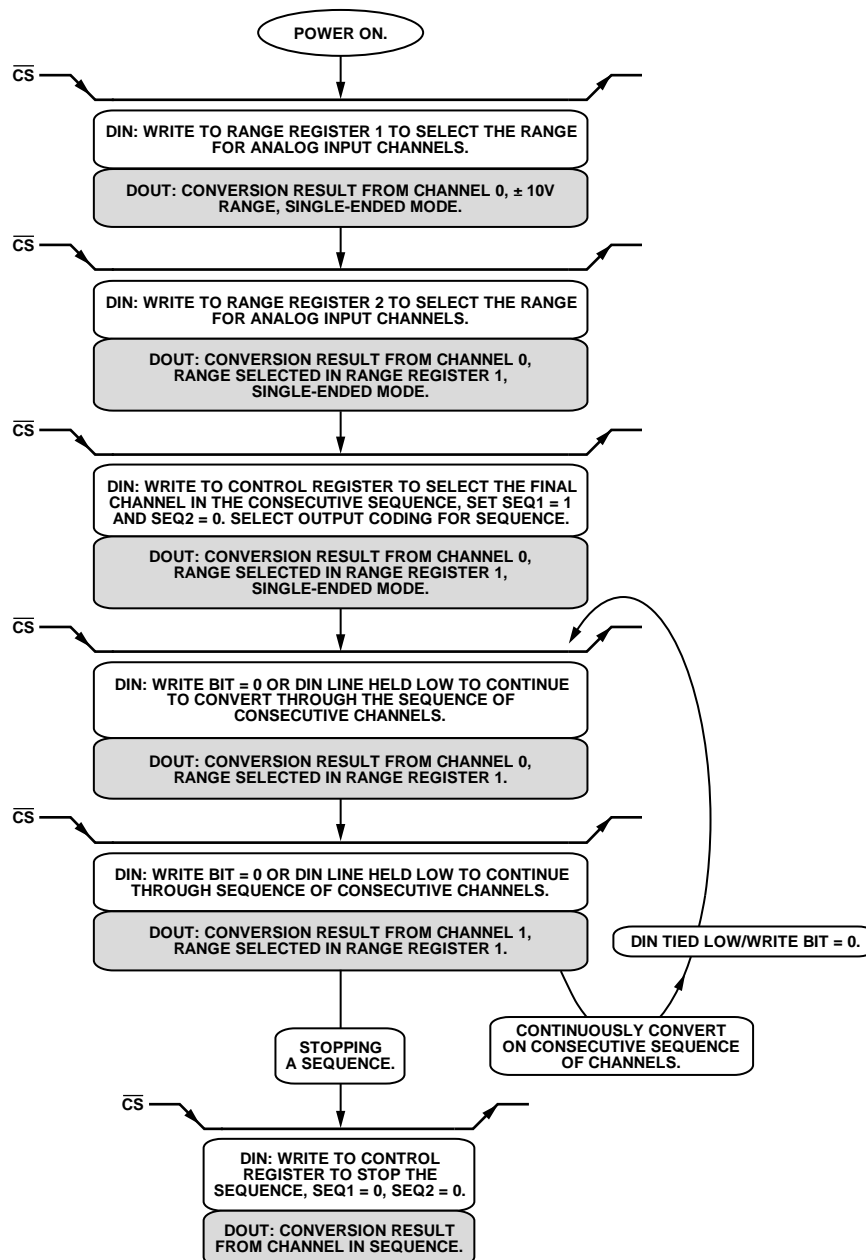 POWER ON.
CS
DIN: WRITE TO RANGE REGISTER 1 TO SELECT THE RANGE
FOR ANALOG INPUT CHANNELS.
DOUT: CONVERSION RESULT FROM CHANNEL 0, ± 10V
RANGE, SINGLE-ENDED MODE.
CS
DIN: WRITE TO RANGE REGISTER 2 TO SELECT THE RANGE
FOR ANALOG INPUT CHANNELS.
DOUT: CONVERSION RESULT FROM CHANNEL 0,
RANGE SELECTED IN RANGE REGISTER 1,
SINGLE-ENDED MODE.
CS
DIN: WRITE TO CONTROL REGISTER TO SELECT THE FINAL
CHANNEL IN THE CONSECUTIVE SEQUENCE, SET SEQ1 = 1
AND SEQ2 = 0. SELECT OUTPUT CODING FOR SEQUENCE.
DOUT: CONVERSION RESULT FROM CHANNEL 0,
RANGE SELECTED IN RANGE REGISTER 1,
SINGLE-ENDED MODE.
CS
DIN: WRITE BIT = 0 OR DIN LINE HELD LOW TO CONTINUE
TO CONVERT THROUGH THE SEQUENCE OF
CONSECUTIVE CHANNELS.
DOUT: CONVERSION RESULT FROM CHANNEL 0,
RANGE SELECTED IN RANGE REGISTER 1.
CS
DIN: WRITE BIT = 0 OR DIN LINE HELD LOW TO CONTINUE
THROUGH SEQUENCE OF CONSECUTIVE CHANNELS.
DOUT: CONVERSION RESULT FROM CHANNEL 1,
RANGE SELECTED IN RANGE REGISTER 1.
DIN TIED LOW/WRITE BIT = 0.
CONTINUOUSLY CONVERT
ON CONSECUTIVE SEQUENCE
OF CHANNELS.
STOPPING
A SEQUENCE.
CS
DIN: WRITE TO CONTROL
REGISTER TO STOP THE
SEQUENCE, SEQ1 = 0, SEQ2 = 0.
DOUT: CONVERSION RESULT
FROM CHANNEL IN SEQUENCE.